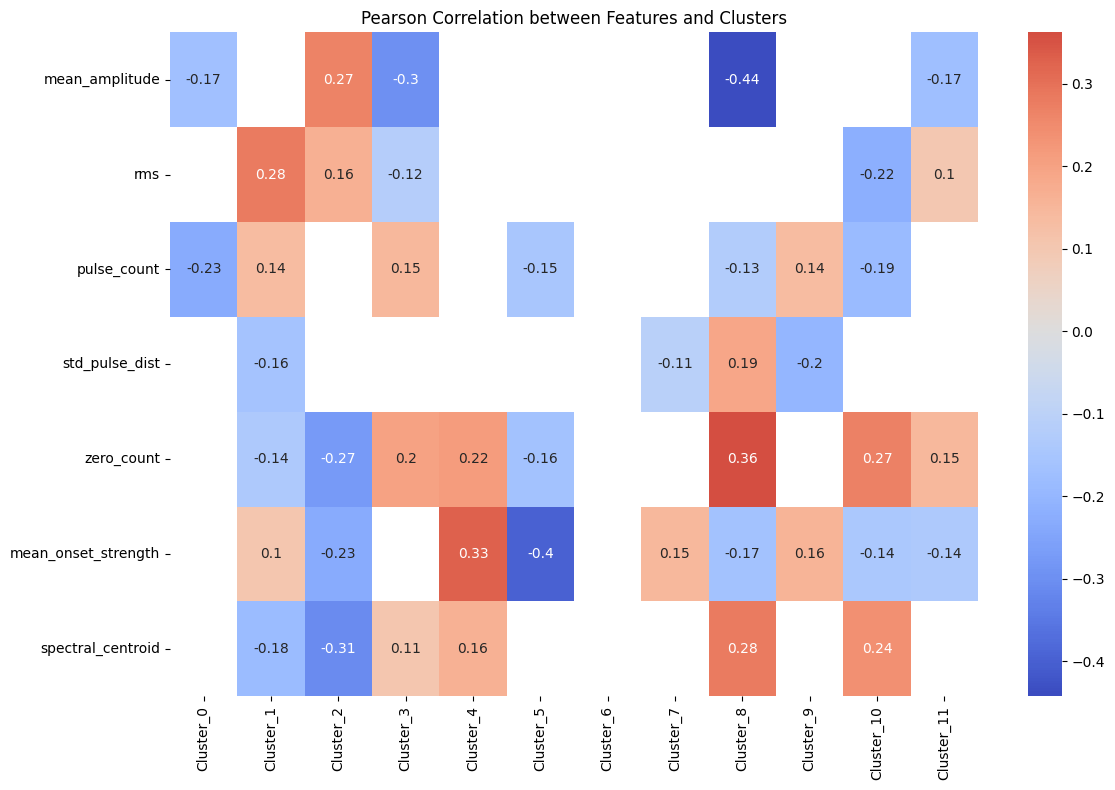 Pearson Correlation between Features and Clusters
mean_amplitude
-0.17 0.27 -0.3 -0.44 -0.17
rms
0.28 0.16 -0.12 -0.22 0.1
pulse_count
-0.23 0.14 0.15 -0.15 -0.13 0.14 -0.19
std_pulse_dist
-0.16 -0.11 0.19 -0.2
zero_count
-0.14 -0.27 0.2 0.22 -0.16 0.36 0.27 0.15
mean_onset_strength
0.1 -0.23 0.33 -0.4 0.15 -0.17 0.16 -0.14 -0.14
spectral_centroid
-0.18 -0.31 0.11 0.16 0.28 0.24
Cluster_0
Cluster_1
Cluster_2
Cluster_3
Cluster_4
Cluster_5
Cluster_6
Cluster_7
Cluster_8
Cluster_9
Cluster_10
Cluster_11
0.3
0.2
0.1
0.0
−0.1
−0.2
−0.3
−0.4